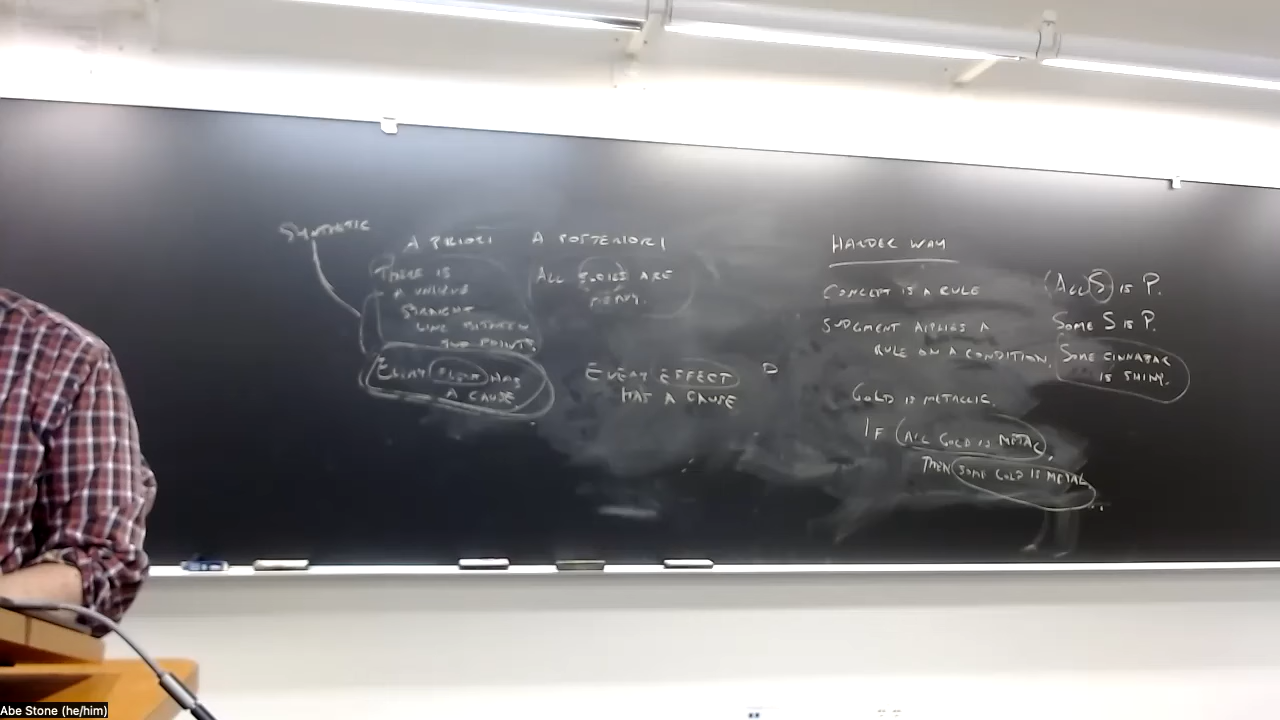 SYNTHETIC
A PRIORI
THERE IS
A UNIQUE
STRAIGHT
LINE BETWEEN
TWO POINTS.
EVERY EVENT HAS
A CAUSE.
A POSTERIORI
ALL BODIES ARE
HEAVY.
EVERY EFFECT
HAS A CAUSE
HARDER WAY
CONCEPT IS A RULE
JUDGMENT APPLIES A
RULE ON A CONDITION.
GOLD IS METALLIC.
IF ALL GOLD IS METAL,
THEN SOME GOLD IS METAL
ALL S IS P.
SOME S IS P.
SOME CINNABAR
IS SHINY.
Abe Stone (he/him)